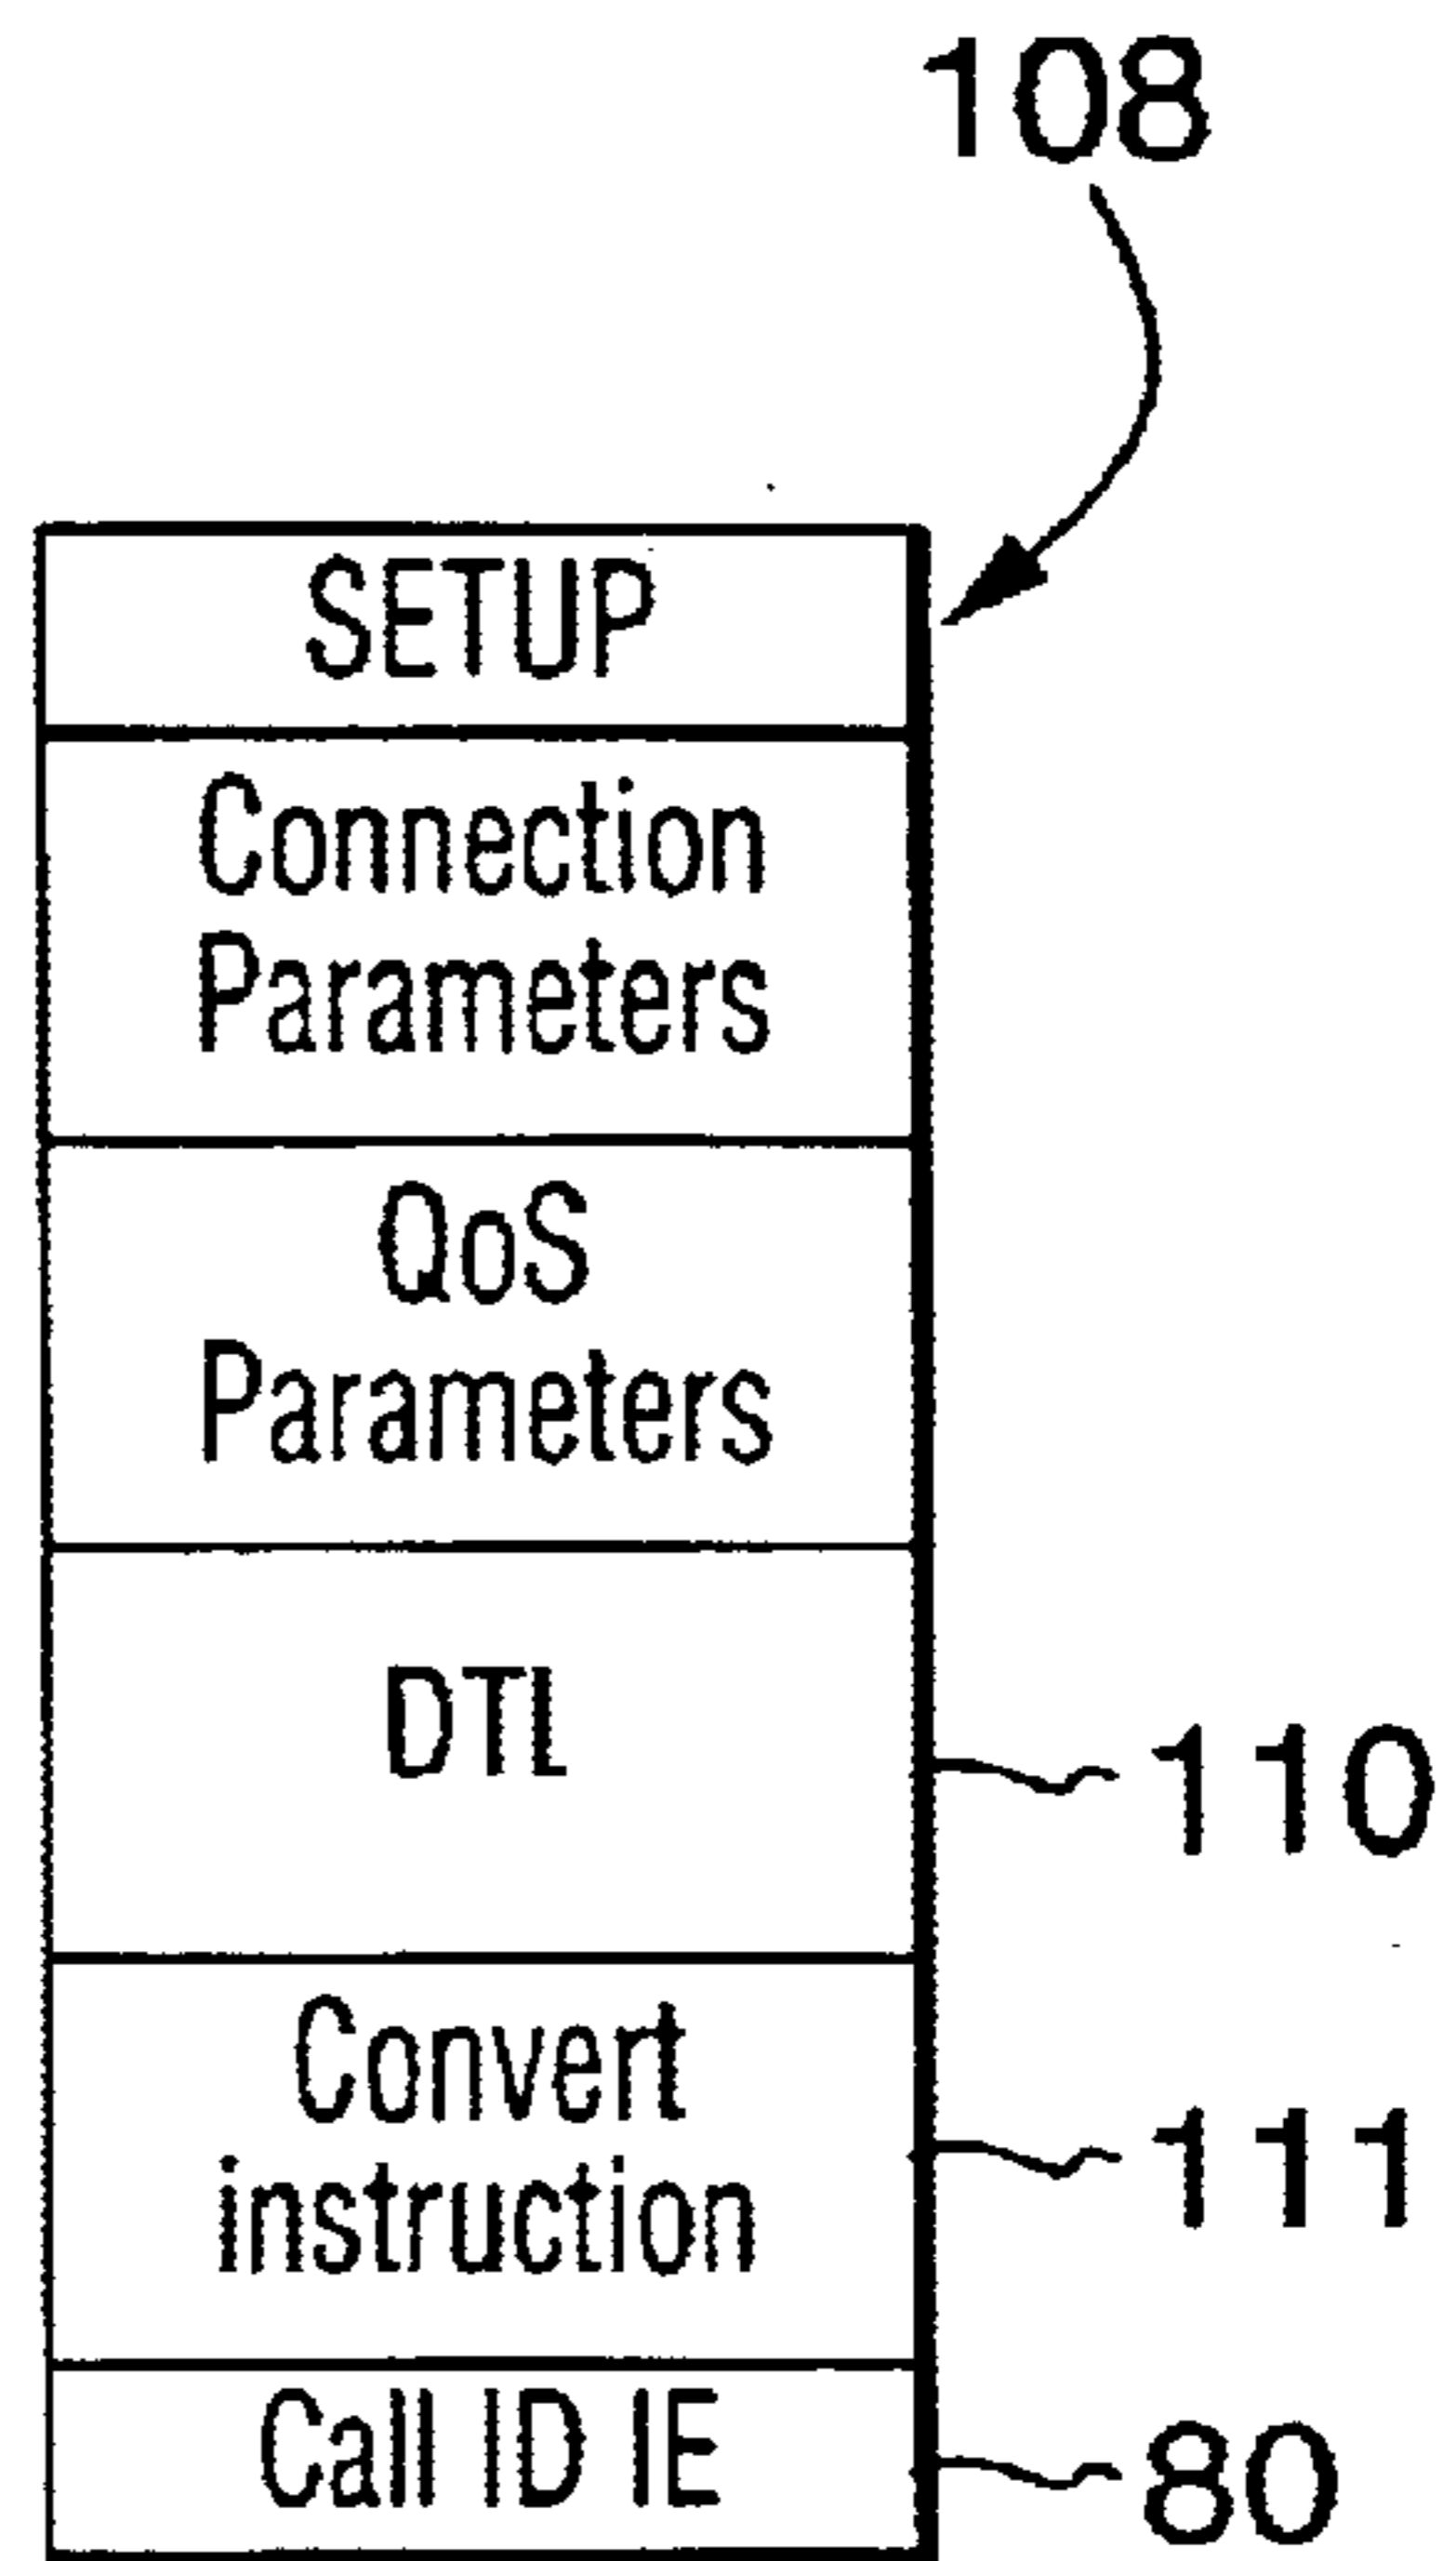 108
SETUP
Connection
Parameters
QoS
Parameters
DTL
110
Convert
instruction
111
Call ID IE
80